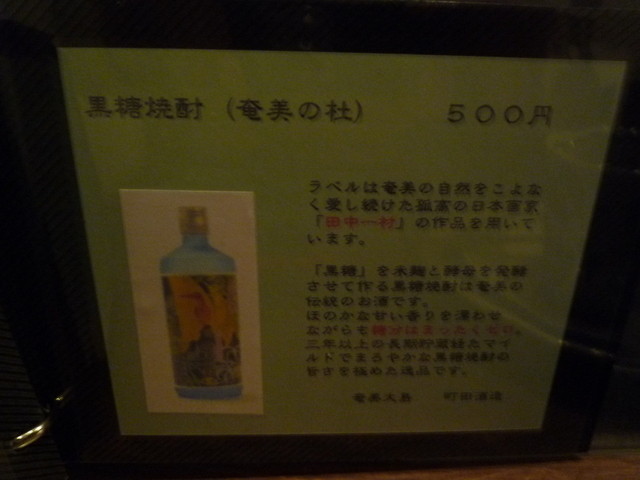 黒糖焼酎（奄美の杜） ５００円
ラベルは奄美の自然をこよな
く愛し続けた孤高の日本画家
「田中一村」の作品を用いて
います。
「黒糖」を米麹と酵母を発酵
させて作る黒糖焼酎は奄美の
伝統のお酒です。
ほのかな甘い香りを漂わせ
ながらも糖分はまったくゼロ。
三年以上の長期貯蔵経たマイ
ルドでまろやかな黒糖焼酎の
旨さを極めた逸品です。
奄美大島 町田酒造